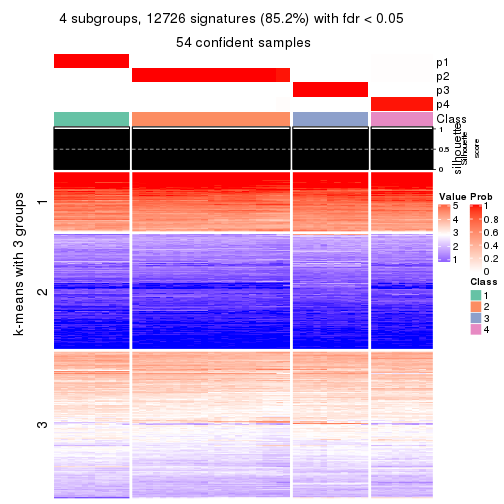 4 subgroups, 12726 signatures (85.2%) with fdr < 0.05
54 confident samples
p1
p2
p3
p4
Class
1
0.5
0
silhouette
Silhouette
score
k-means with 3 groups
1
2
3
Value
5
4
3
2
1
Prob
1
0.8
0.6
0.4
0.2
0
Class
1
2
3
4